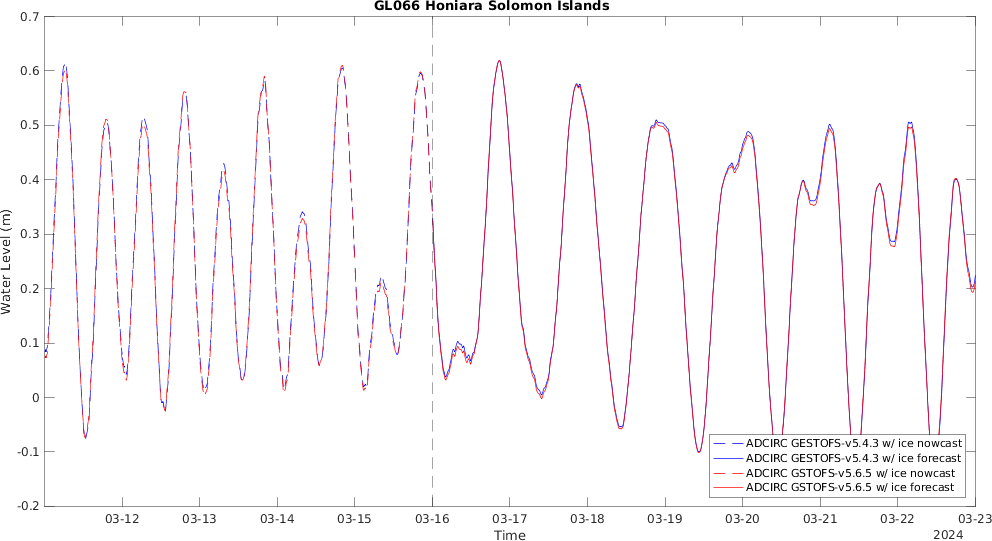 GL066 Honiara Solomon Islands
0.7
0.6
0.5
0.4
0.3
0.2
0.1
0
-0.1
-0.2
Water Level (m)
ADCIRC GESTOFS-v5.4.3 w/ ice nowcast
ADCIRC GESTOFS-v5.4.3 w/ ice forecast
ADCIRC GSTOFS-v5.6.5 w/ ice nowcast
ADCIRC GSTOFS-v5.6.5 w/ ice forecast
03-12 03-13 03-14 03-15 03-16 03-17 03-18 03-19 03-20 03-21 03-22 03-23
Time
2024